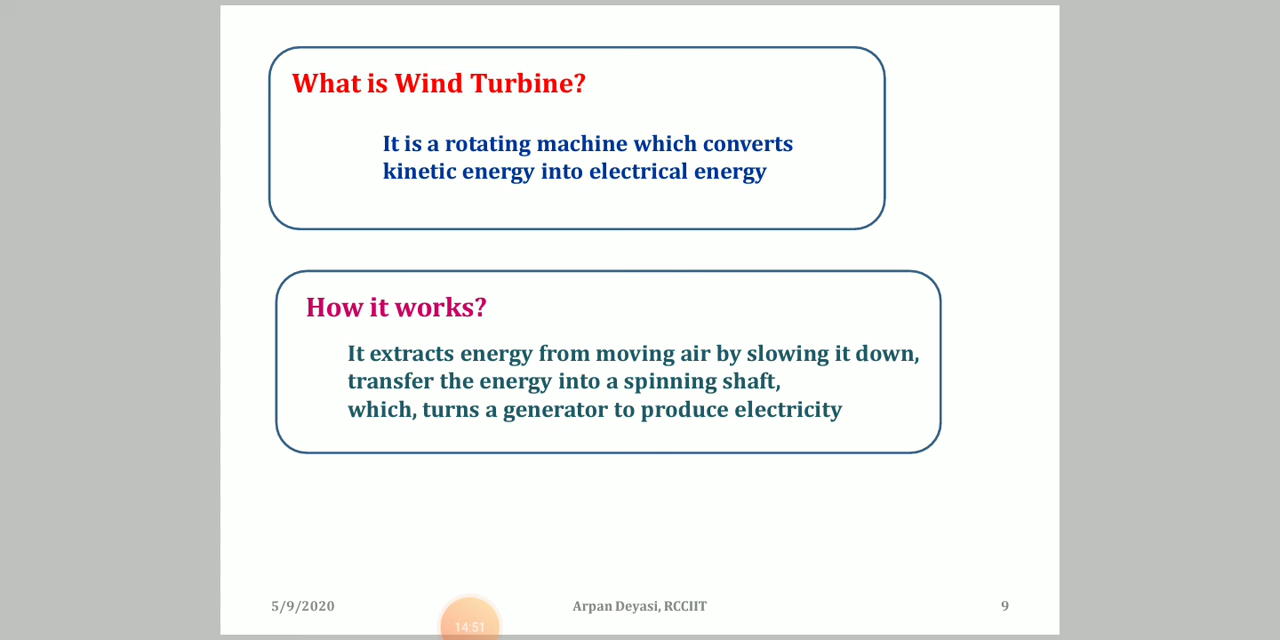 What is Wind Turbine?
It is a rotating machine which converts
kinetic energy into electrical energy
How it works?
It extracts energy from moving air by slowing it down,
transfer the energy into a spinning shaft,
which, turns a generator to produce electricity
5/9/2020
Arpan Deyasi, RCCIIT
9
14:51